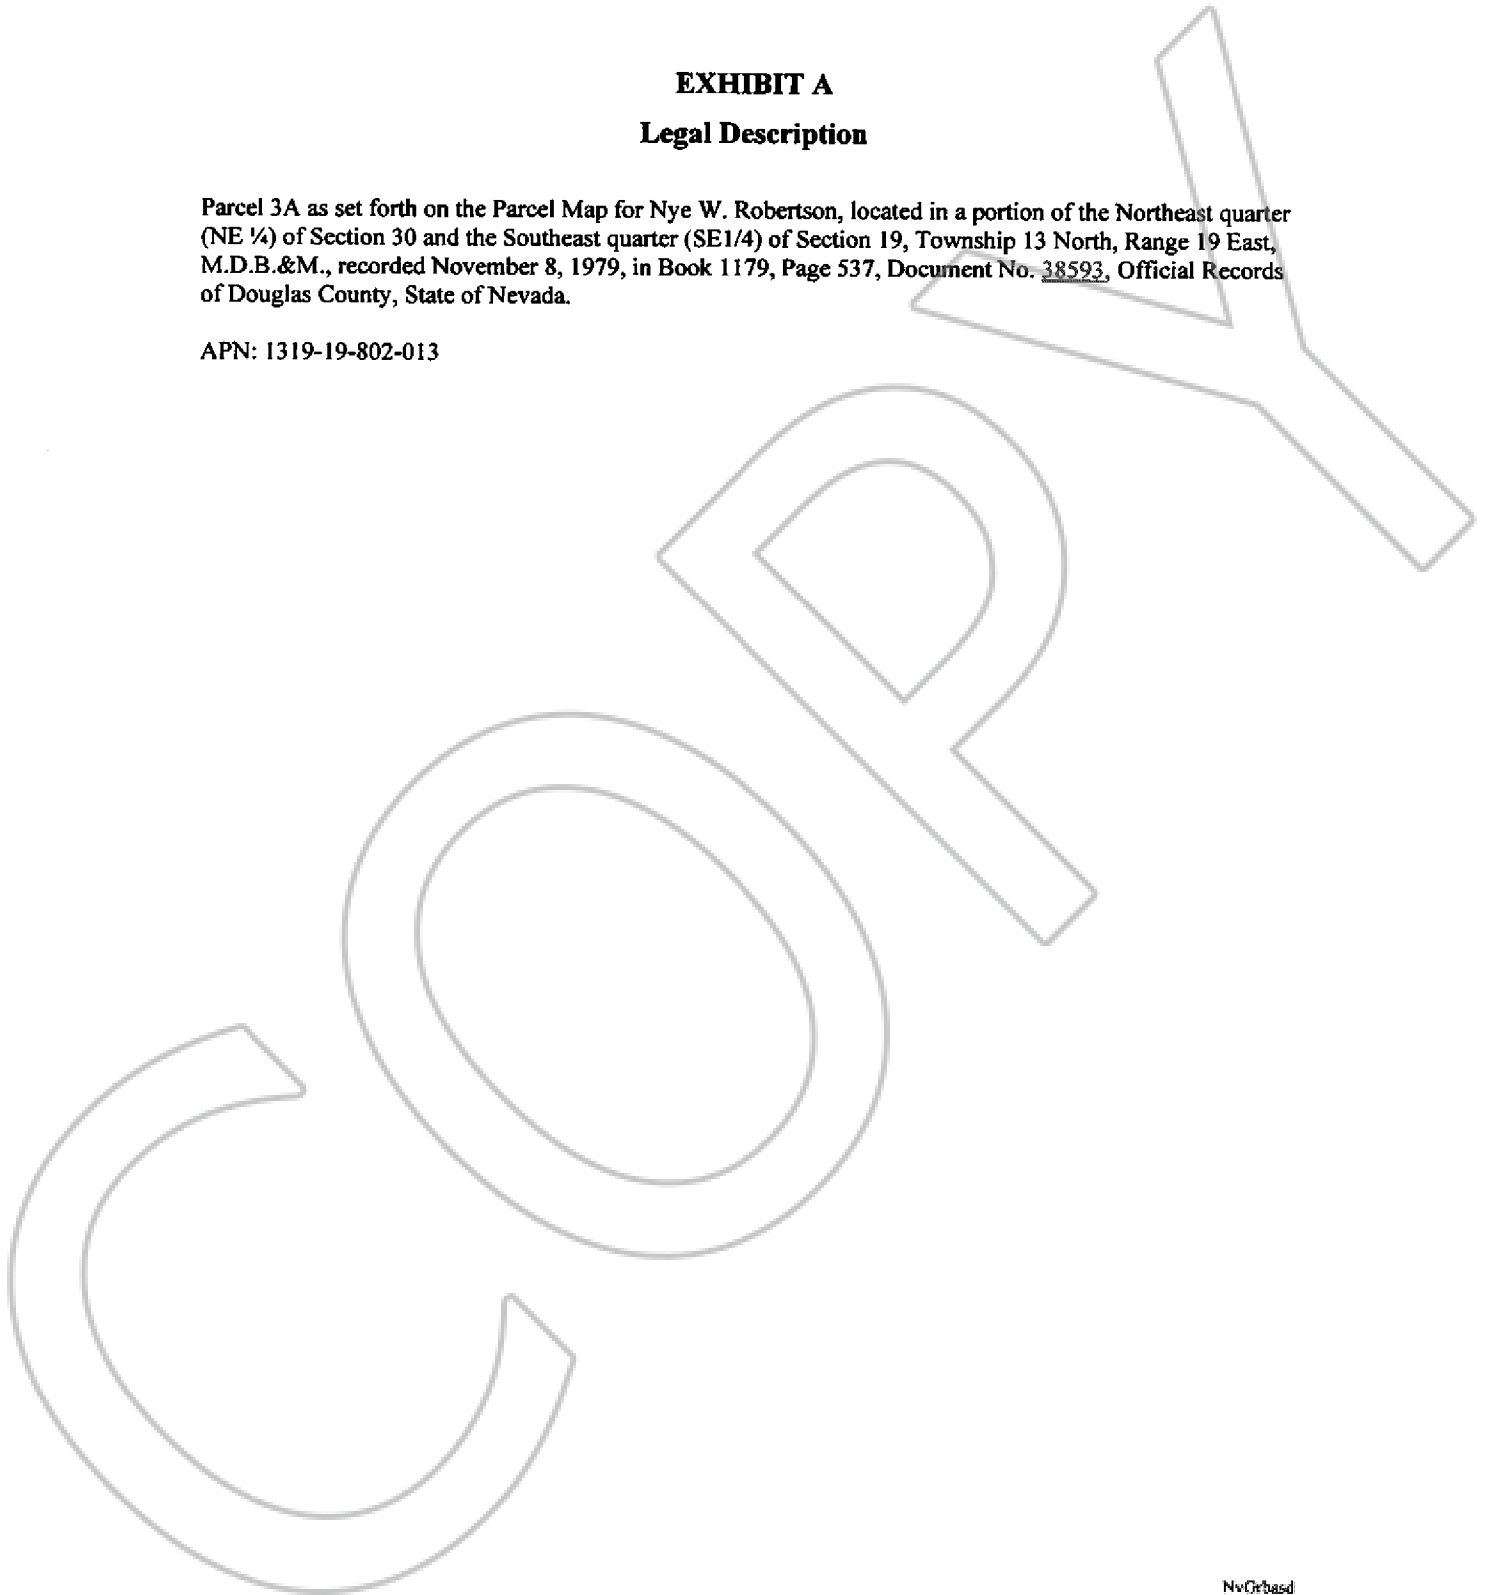 EXHIBIT A
Legal Description
Parcel 3A as set forth on the Parcel Map for Nye W. Robertson, located in a portion of the Northeast quarter
(NE ¼) of Section 30 and the Southeast quarter (SE1/4) of Section 19, Township 13 North, Range 19 East,
M.D.B.&M., recorded November 8, 1979, in Book 1179, Page 537, Document No. 38593, Official Records
of Douglas County, State of Nevada.
APN: 1319-19-802-013
COPY